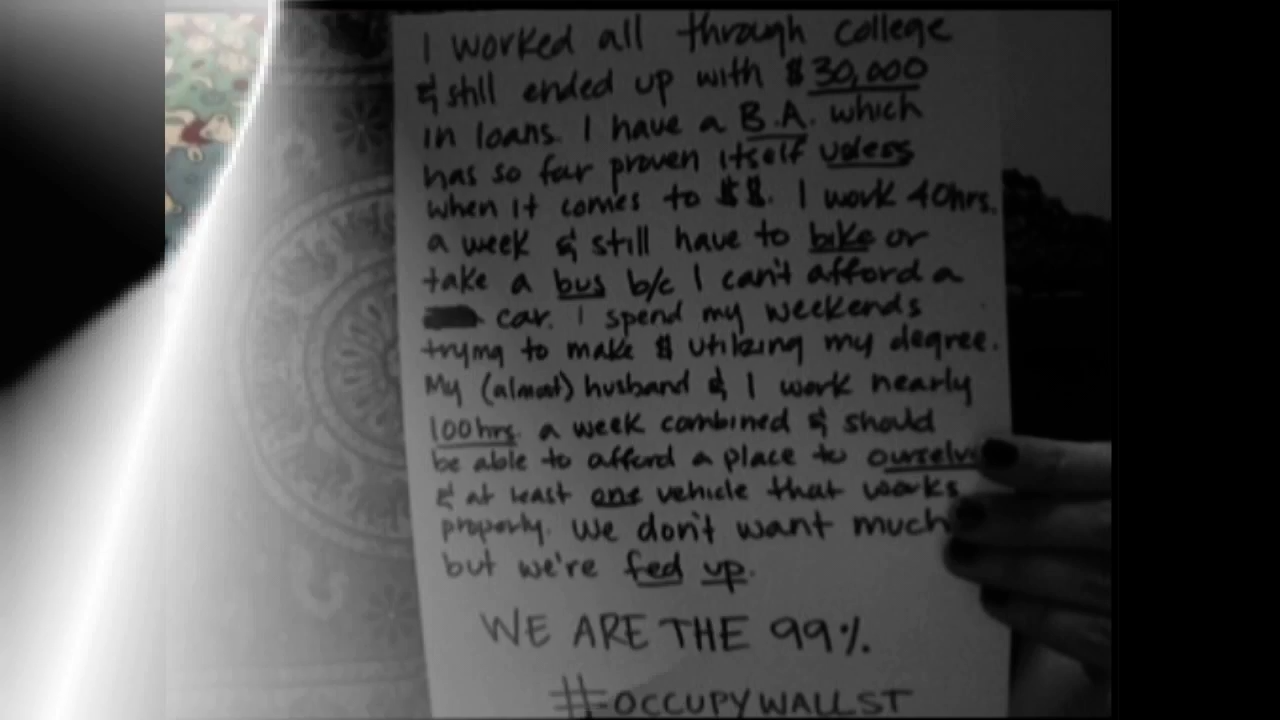 I worked all through college
& still ended up with $30,000
in loans. I have a B.A. which
has so far proven itself useless
when it comes to $$. I work 40hrs.
a week & still have to bike or
take a bus b/c I can't afford a
car. I spend my weekends
trying to make $ utilizing my degree.
My (almost) husband & I work nearly
100hrs. a week combined & should
be able to afford a place to ourselv
& at least one vehicle that works
properly. We don't want much
but we're fed up.
WE ARE THE 99%.
#OCCUPYWALLST